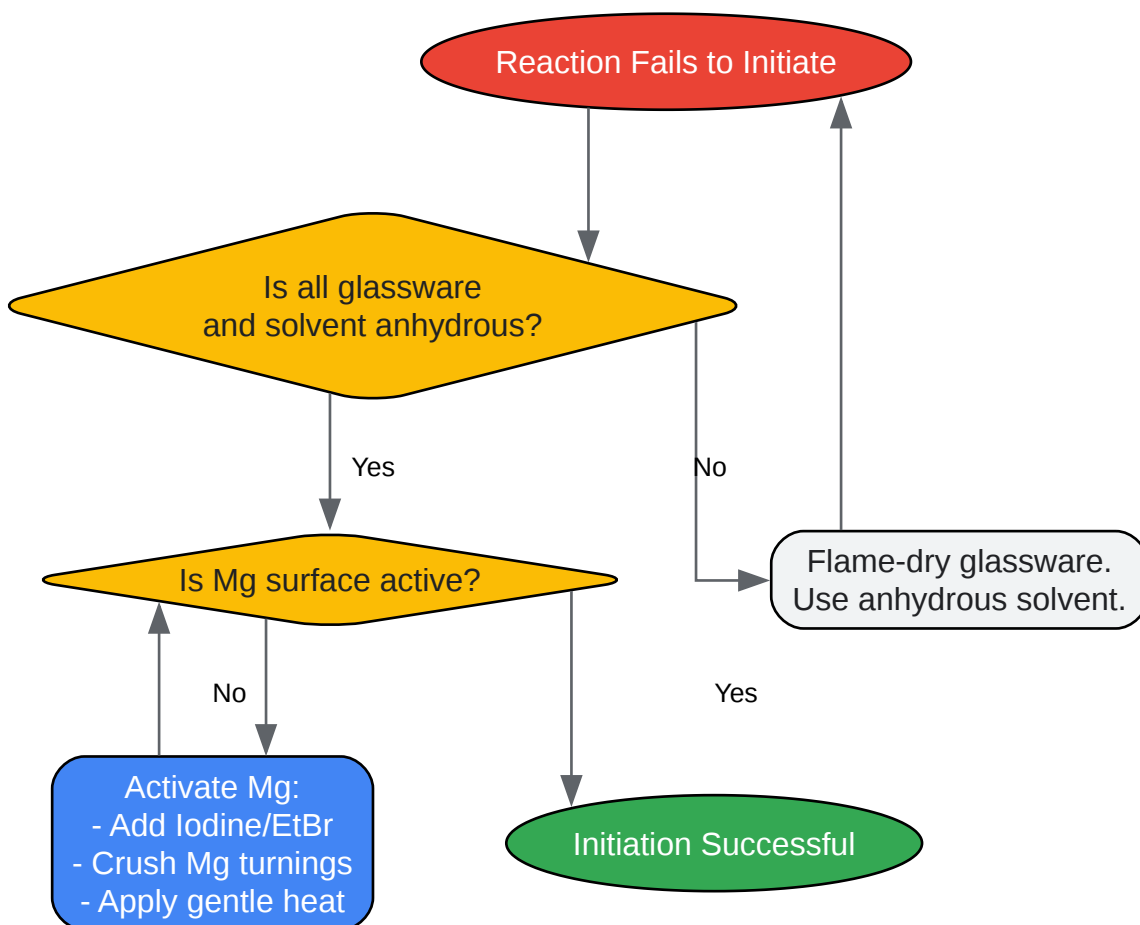 Reaction Fails to Initiate
Is all glassware
and solvent anhydrous?
Yes
No
Is Mg surface active?
Flame-dry glassware.
Use anhydrous solvent.
No
Yes
Activate Mg:
- Add Iodine/EtBr
- Crush Mg turnings
- Apply gentle heat
Initiation Successful